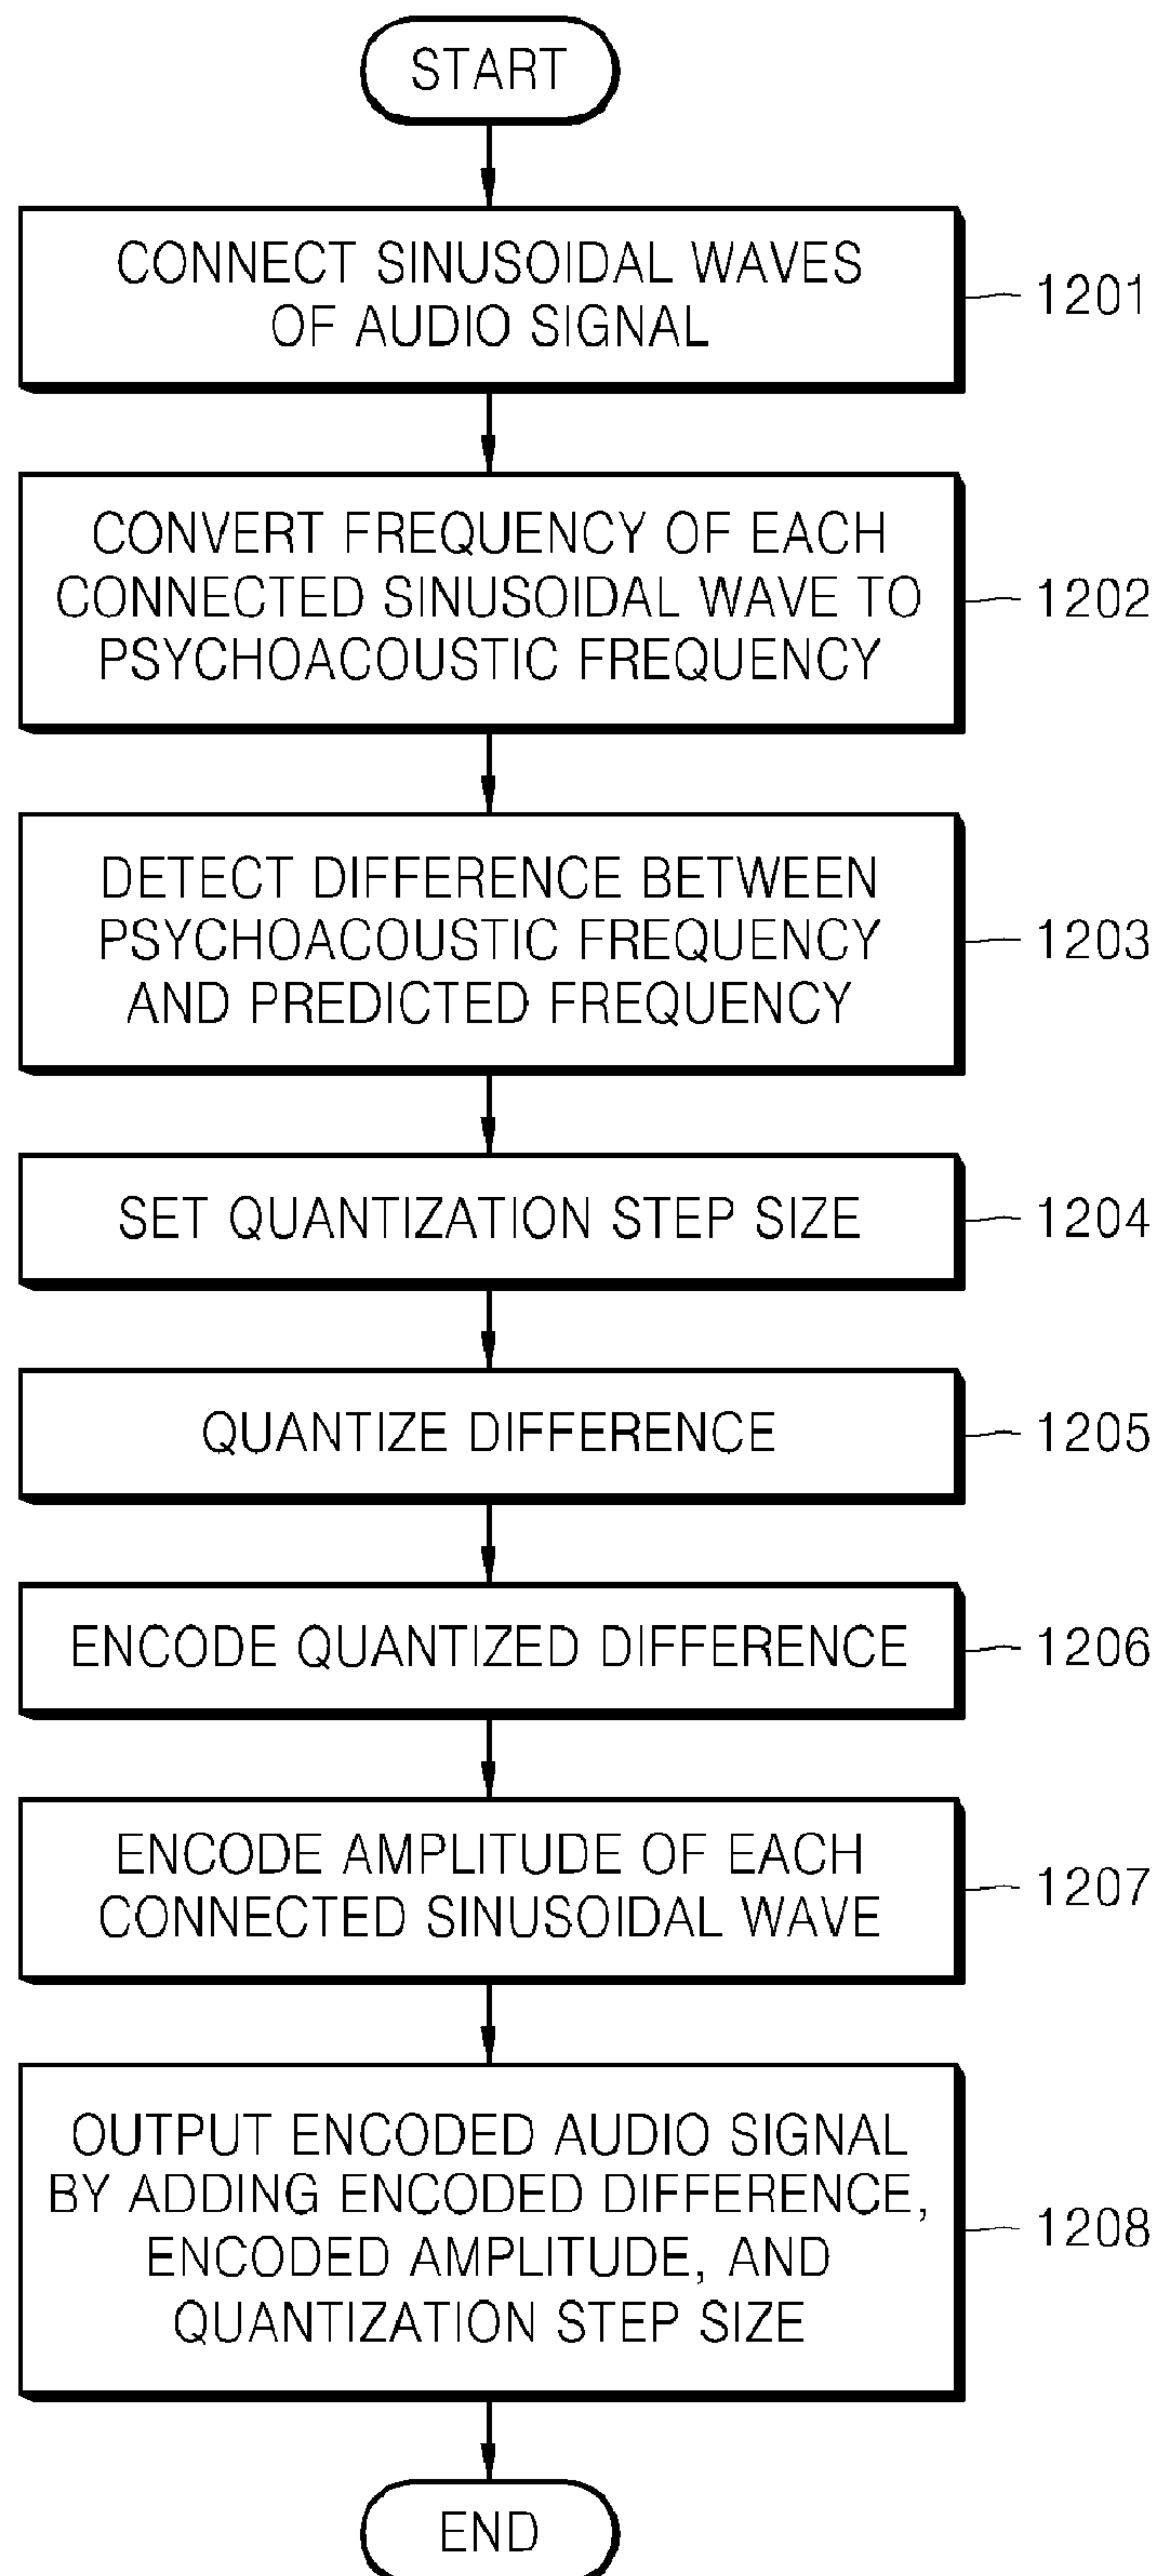 START
CONNECT SINUSOIDAL WAVES
OF AUDIO SIGNAL
1201
CONVERT FREQUENCY OF EACH
CONNECTED SINUSOIDAL WAVE TO
PSYCHOACOUSTIC FREQUENCY
1202
DETECT DIFFERENCE BETWEEN
PSYCHOACOUSTIC FREQUENCY
AND PREDICTED FREQUENCY
1203
SET QUANTIZATION STEP SIZE
1204
QUANTIZE DIFFERENCE
1205
ENCODE QUANTIZED DIFFERENCE
1206
ENCODE AMPLITUDE OF EACH
CONNECTED SINUSOIDAL WAVE
1207
OUTPUT ENCODED AUDIO SIGNAL
BY ADDING ENCODED DIFFERENCE,
ENCODED AMPLITUDE, AND
QUANTIZATION STEP SIZE
1208
END